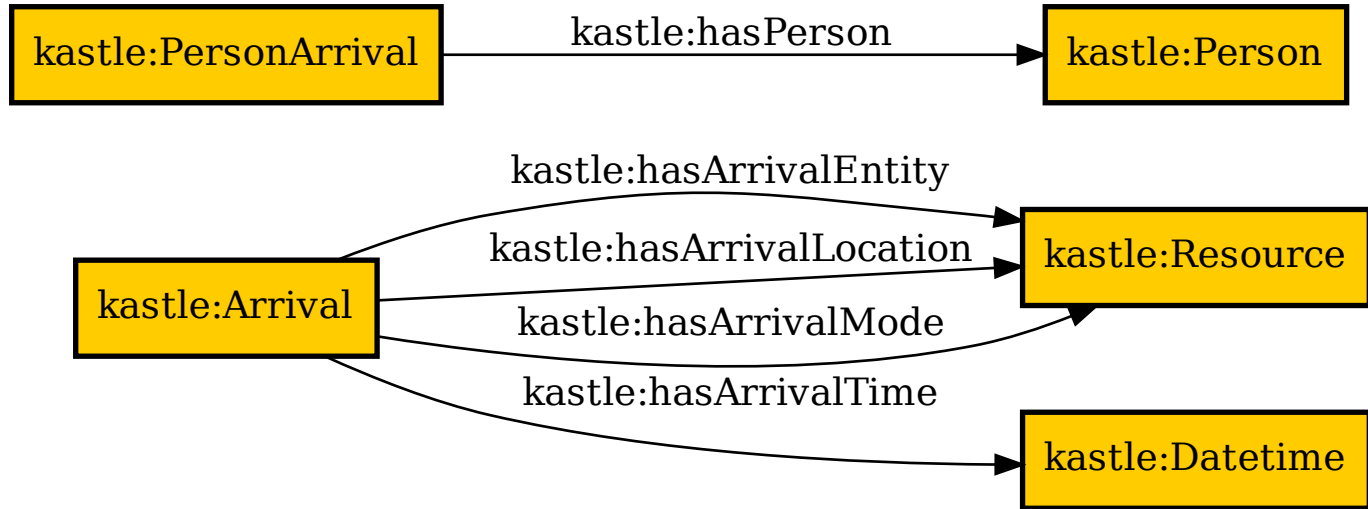 kastle:PersonArrival
kastle:hasPerson
kastle:Person
kastle:hasArrivalEntity
kastle:hasArrivalLocation
kastle:Resource
kastle:Arrival
kastle:hasArrivalMode
kastle:hasArrivalTime
kastle:Datetime